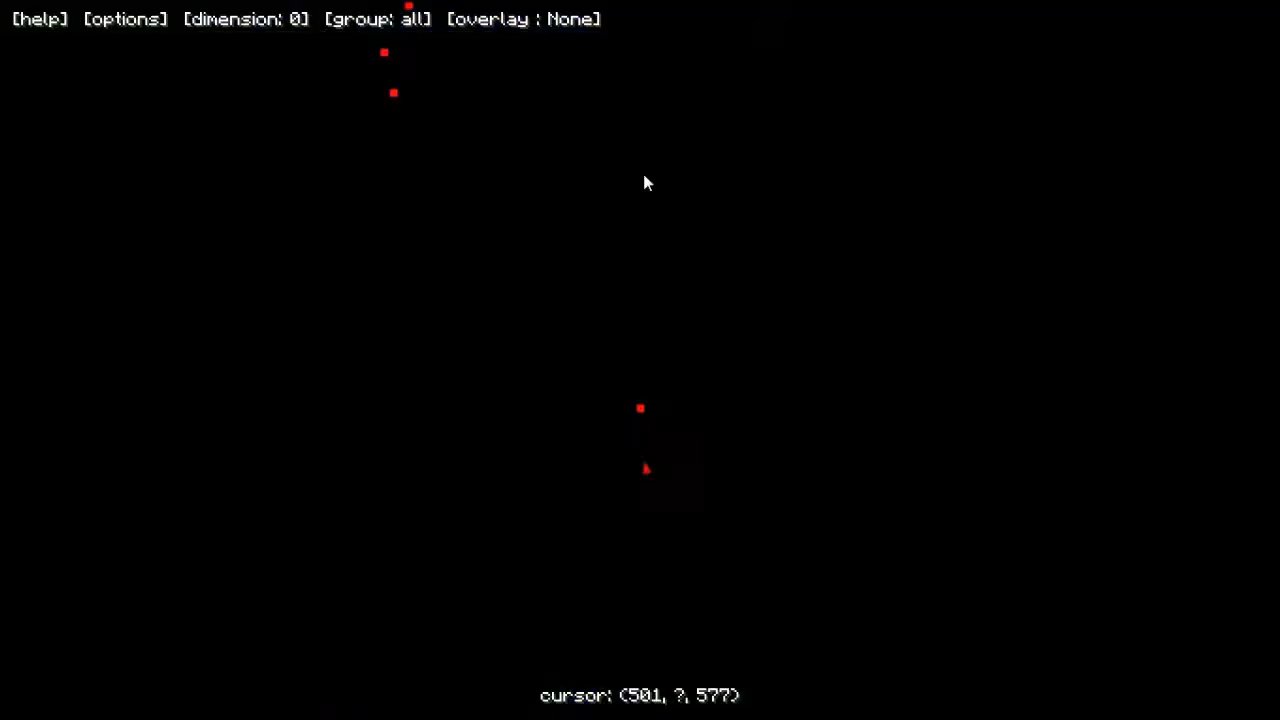 [help] [options] [dimension: 0] [group: all] [overlay : None]
cursor: (501, ?, 577)